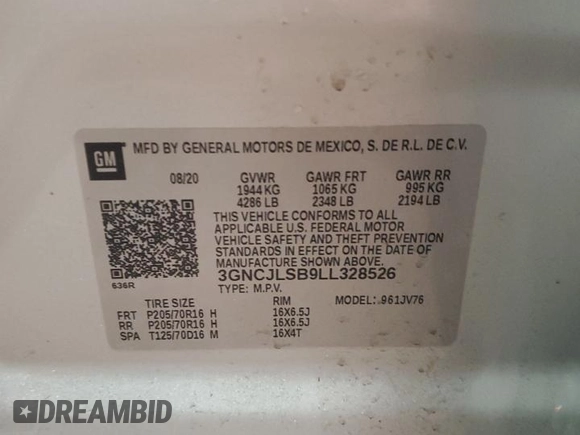 GM
MFD BY GENERAL MOTORS DE MEXICO, S. DE R.L. DE C.V.
08/20 GVWR GAWR FRT GAWR RR
1944 KG 1065 KG 995 KG
4286 LB 2348 LB 2194 LB
THIS VEHICLE CONFORMS TO ALL
APPLICABLE U.S. FEDERAL MOTOR
VEHICLE SAFETY AND THEFT PREVENTION
STANDARDS IN EFFECT ON THE DATE OF
MANUFACTURE SHOWN ABOVE.
3GNCJLSB9LL328526
636R TYPE: M.P.V.
TIRE SIZE RIM MODEL: 961JV76
FRT P205/70R16 H 16X6.5J
RR P205/70R16 H 16X6.5J
SPA T125/70D16 M 16X4T
DREAMBID